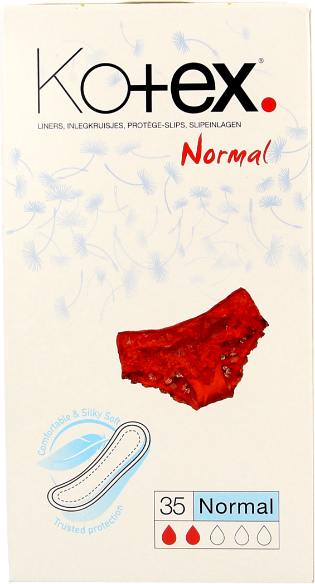 Kotex®.
LINERS, INLEGKRUISJES, PROTÈGE-SLIPS, SLIPEINLAGEN
Normal
Comfortable & Silky Soft
Trusted protection
35 Normal